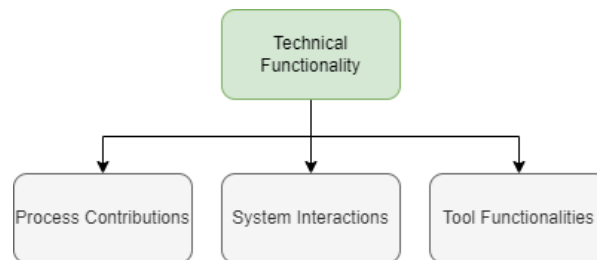 Technical
Functionality
Process Contributions
System Interactions
Tool Functionalities